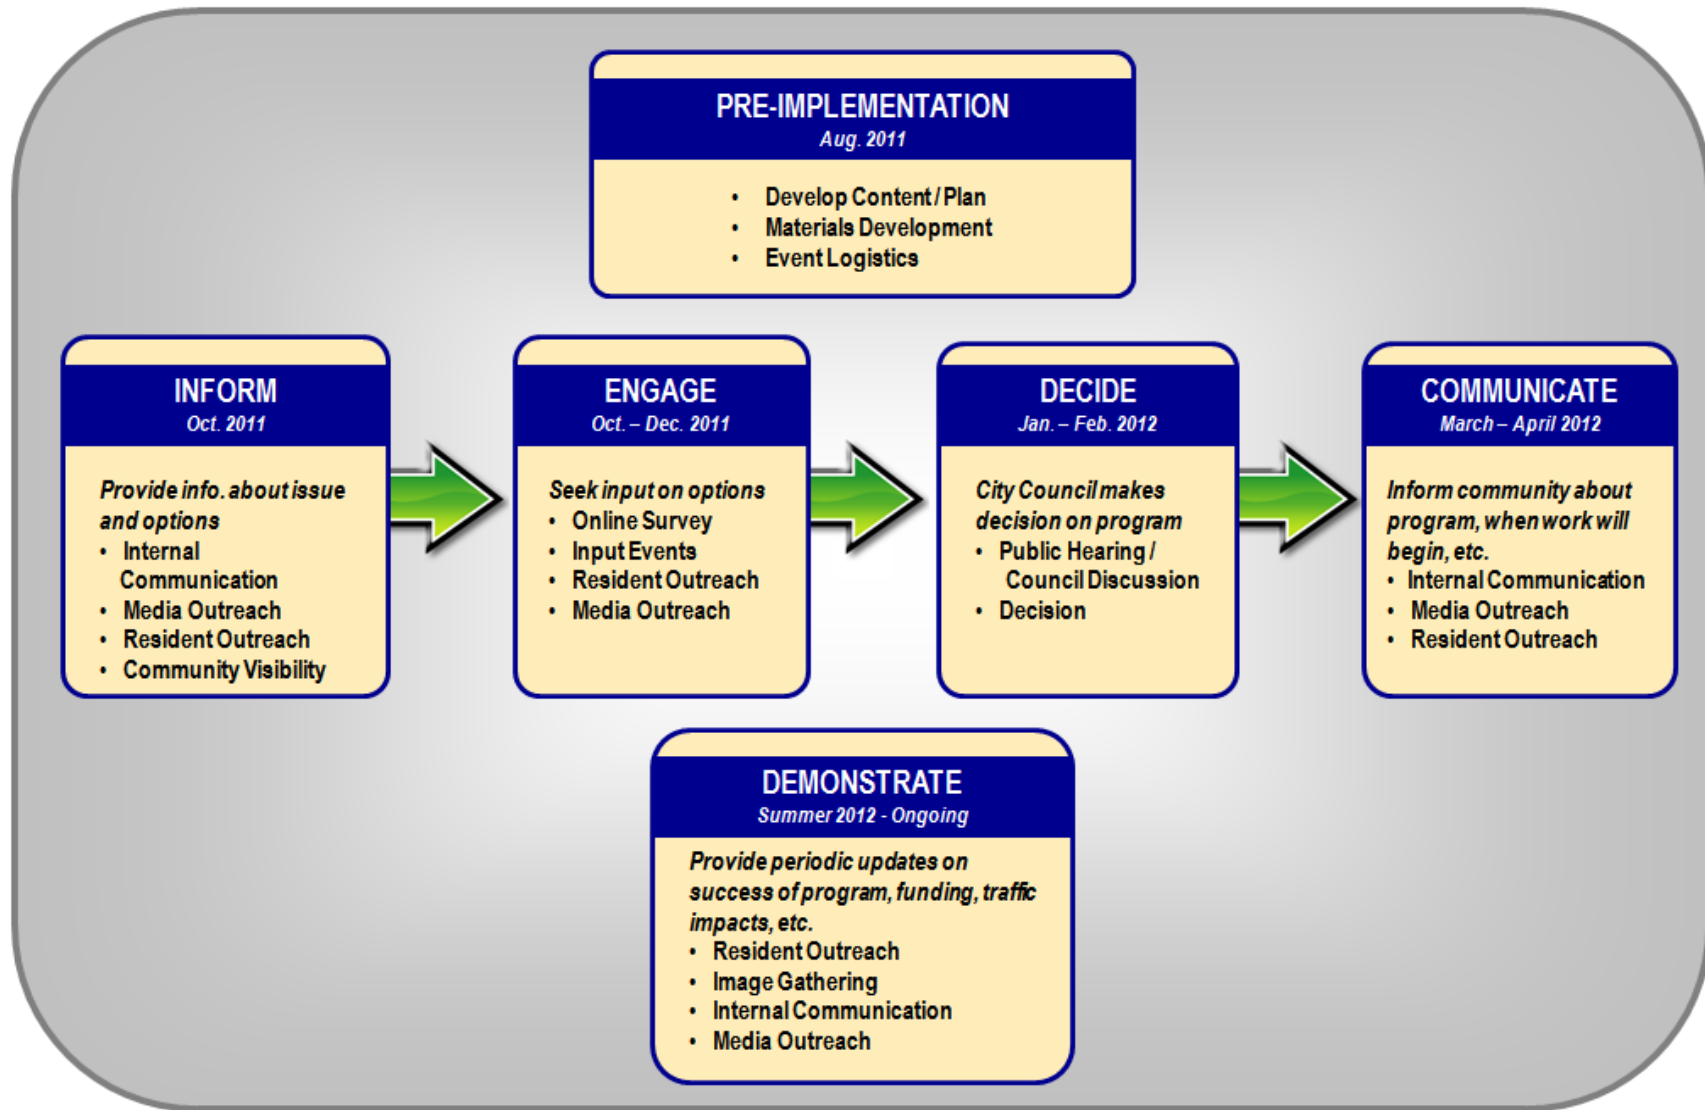 PRE-IMPLEMENTATION
Aug. 2011
• Develop Content / Plan
• Materials Development
• Event Logistics
INFORM
Oct. 2011
Provide info. about issue
and options
• Internal
Communication
• Media Outreach
• Resident Outreach
• Community Visibility
ENGAGE
Oct. – Dec. 2011
Seek input on options
• Online Survey
• Input Events
• Resident Outreach
• Media Outreach
DECIDE
Jan. – Feb. 2012
City Council makes
decision on program
• Public Hearing /
Council Discussion
• Decision
COMMUNICATE
March – April 2012
Inform community about
program, when work will
begin, etc.
• Internal Communication
• Media Outreach
• Resident Outreach
DEMONSTRATE
Summer 2012 - Ongoing
Provide periodic updates on
success of program, funding, traffic
impacts, etc.
• Resident Outreach
• Image Gathering
• Internal Communication
• Media Outreach